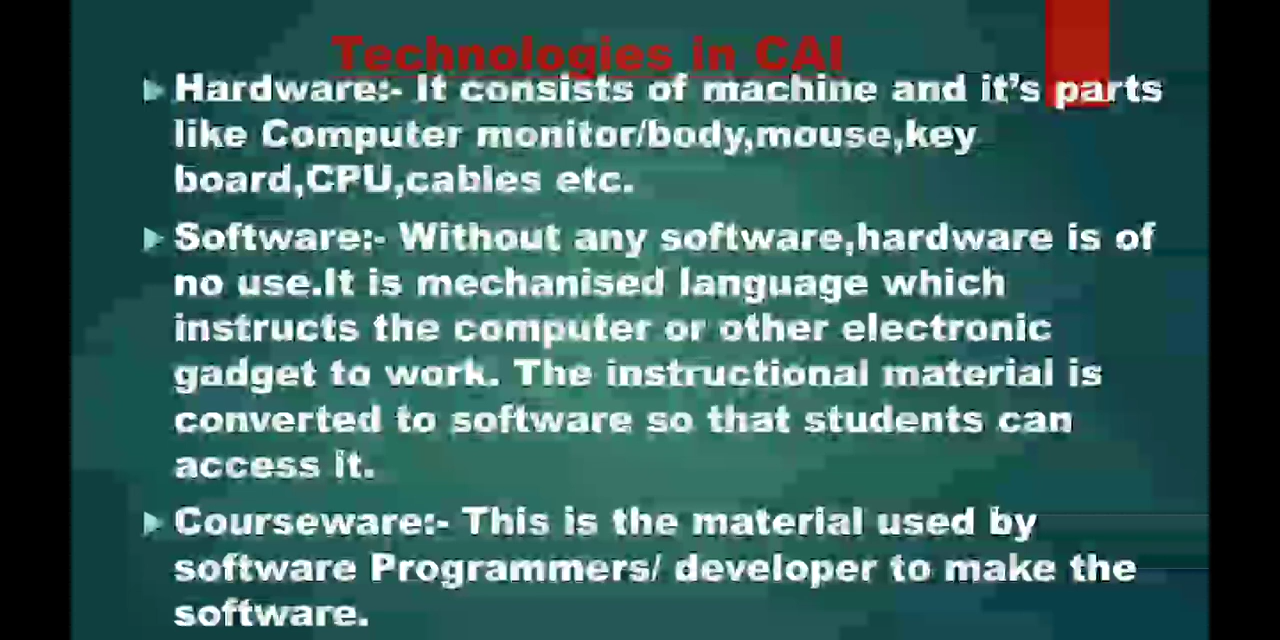 Technologies in CAI
Hardware:- It consists of machine and it's parts
like Computer monitor/body,mouse,key
board,CPU,cables etc.
Software:- Without any software,hardware is of
no use.It is mechanised language which
instructs the computer or other electronic
gadget to work. The instructional material is
converted to software so that students can
access it.
Courseware:- This is the material used by
software Programmers/ developer to make the
software.